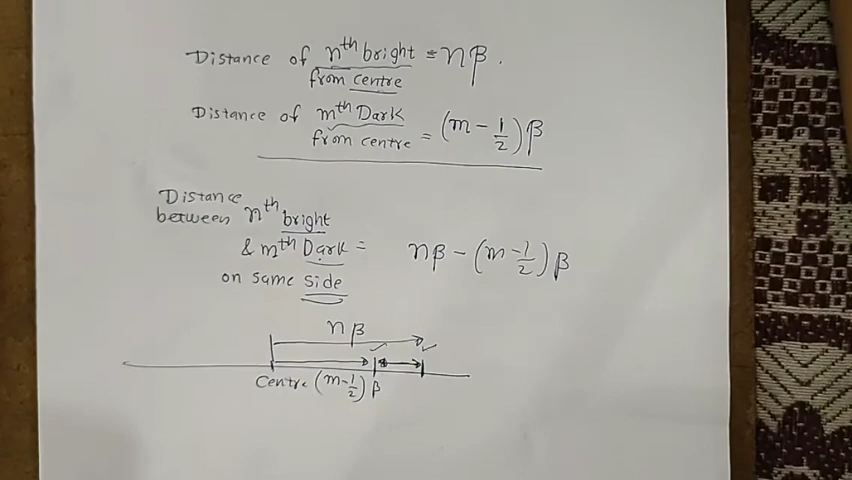 Distance of nth bright = nβ.
from centre
Distance of mth Dark
from centre = (m - 1/2)β
Distance
between nth bright
& mth Dark = nβ - (m - 1/2)β
on same side
nβ
Centre (m - 1/2)β